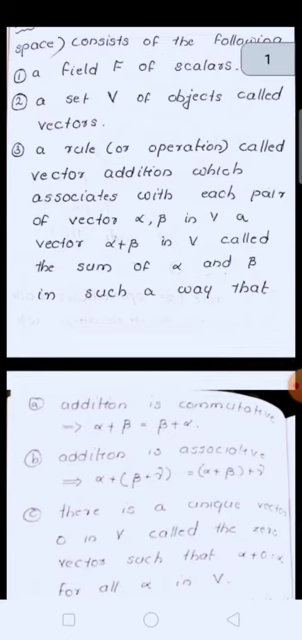 space) consists of the following
① a field F of scalars.
1
② a set V of objects called
vectors.
③ a rule (or operation) called
vector addition which
associates with each pair
of vector α, β in V a
vector α+β in V called
the sum of α and β
in such a way that
ⓐ addition is commutative
⇒ α + β = β + α.
ⓑ addition is associative
⇒ α + (β + γ) = (α + β) + γ
ⓒ there is a unique vector
0 in V called the zero
vector such that α + 0 = α
for all α in V.